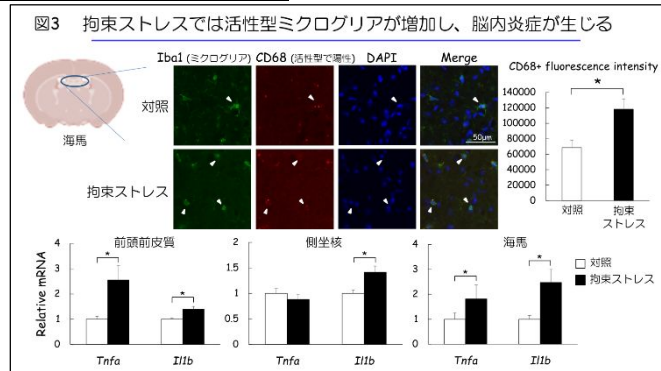 図3 拘束ストレスでは活性型ミクログリアが増加し、脳内炎症が生じる
Iba1 (ミクログリア) CD68 (活性型で陽性) DAPI Merge
対照
50μm
海馬
拘束ストレス
CD68+ fluorescence intensity
*
140000
120000
100000
80000
60000
40000
20000
0
対照 拘束
ストレス
前頭前皮質
Relative mRNA
4
3
2
1
0
* *
Tnfa Il1b
側坐核
2
1.5
1
0.5
0
*
Tnfa Il1b
海馬
4
3
2
1
0
* *
Tnfa Il1b
対照
拘束ストレス